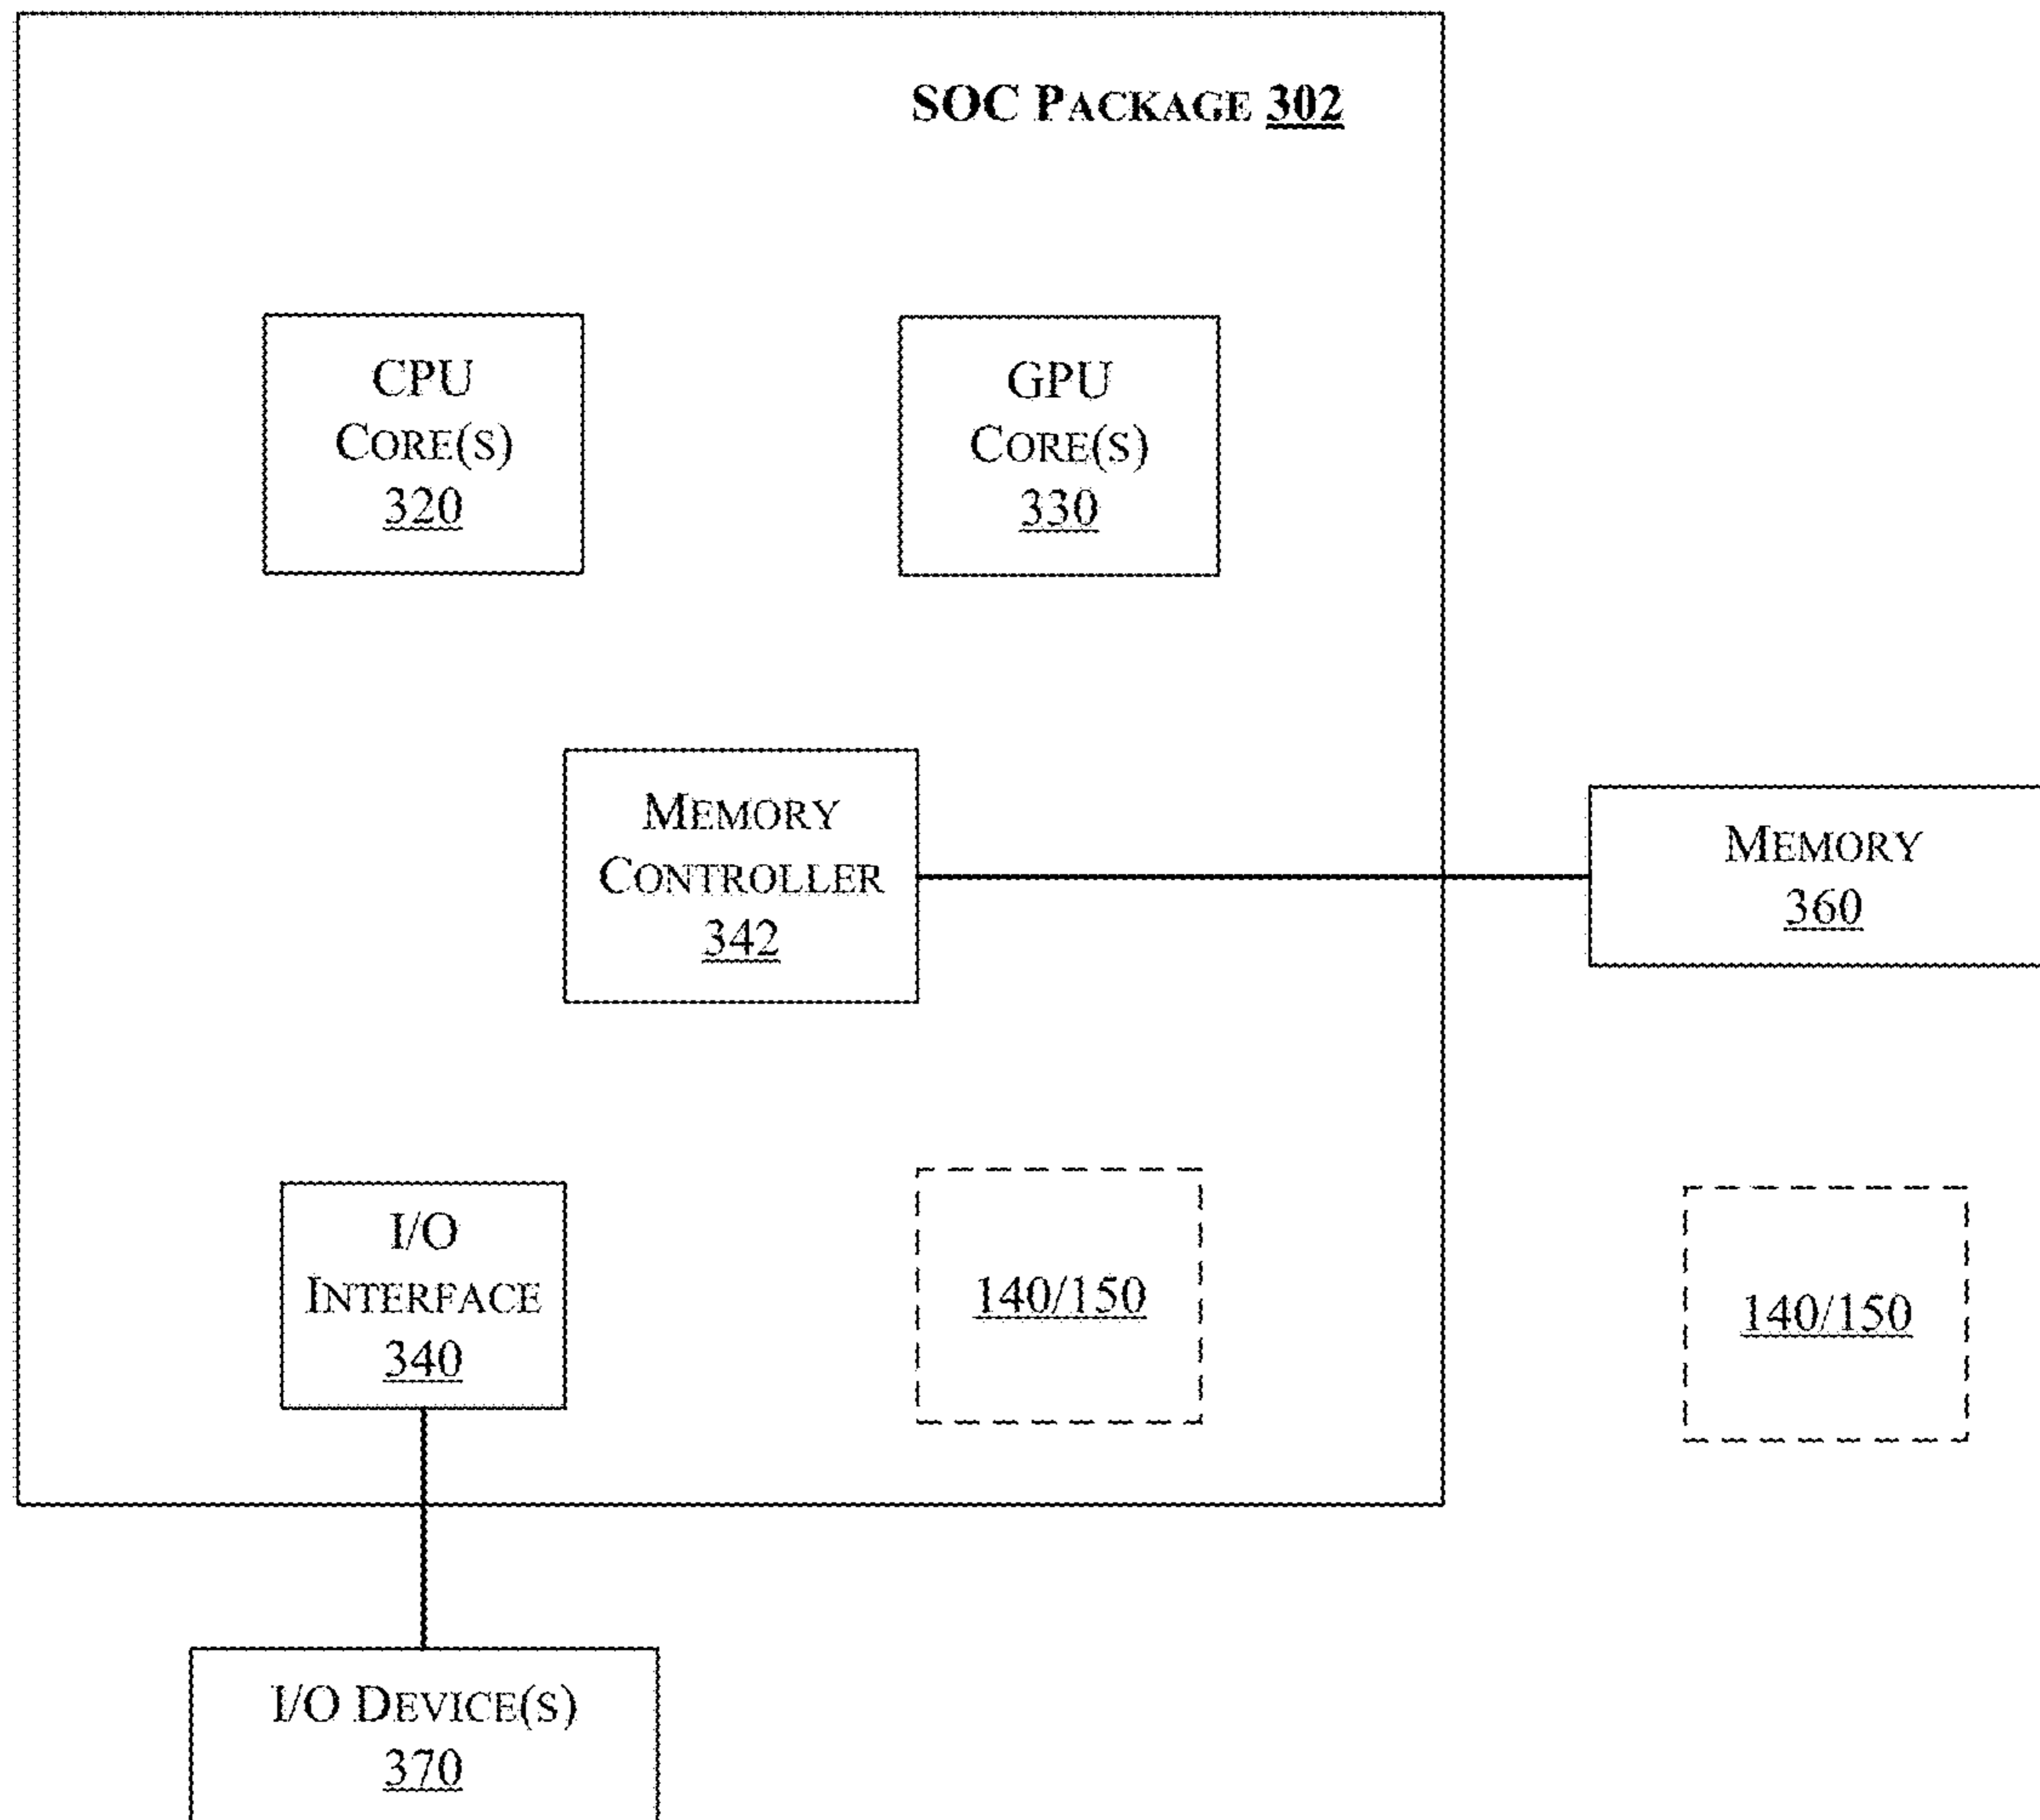 SOC PACKAGE 302
CPU
CORE(S)
320
GPU
CORE(S)
330
MEMORY
CONTROLLER
342
MEMORY
360
I/O
INTERFACE
340
140/150
140/150
I/O DEVICE(S)
370